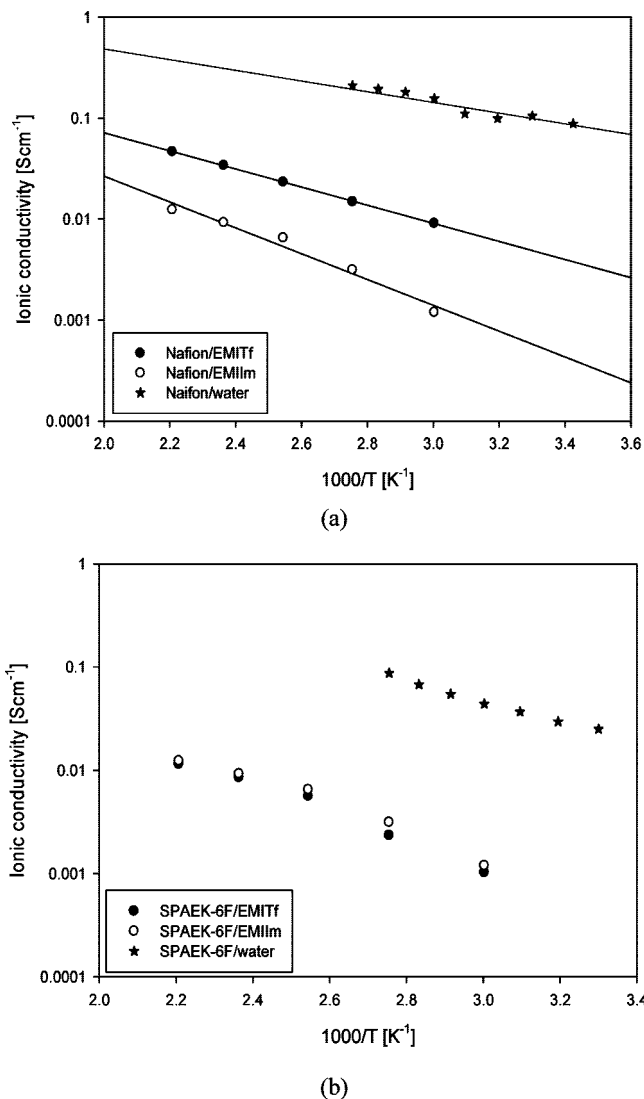 1
0.1
0.01
0.001
0.0001
Ionic conductivity [Scm⁻¹]
Nafion/EMITf
Nafion/EMIIm
Naifon/water
2.0 2.2 2.4 2.6 2.8 3.0 3.2 3.4 3.6
1000/T [K⁻¹]
(a)
1
0.1
0.01
0.001
0.0001
Ionic conductivity [Scm⁻¹]
SPAEK-6F/EMITf
SPAEK-6F/EMIIm
SPAEK-6F/water
2.0 2.2 2.4 2.6 2.8 3.0 3.2 3.4
1000/T [K⁻¹]
(b)